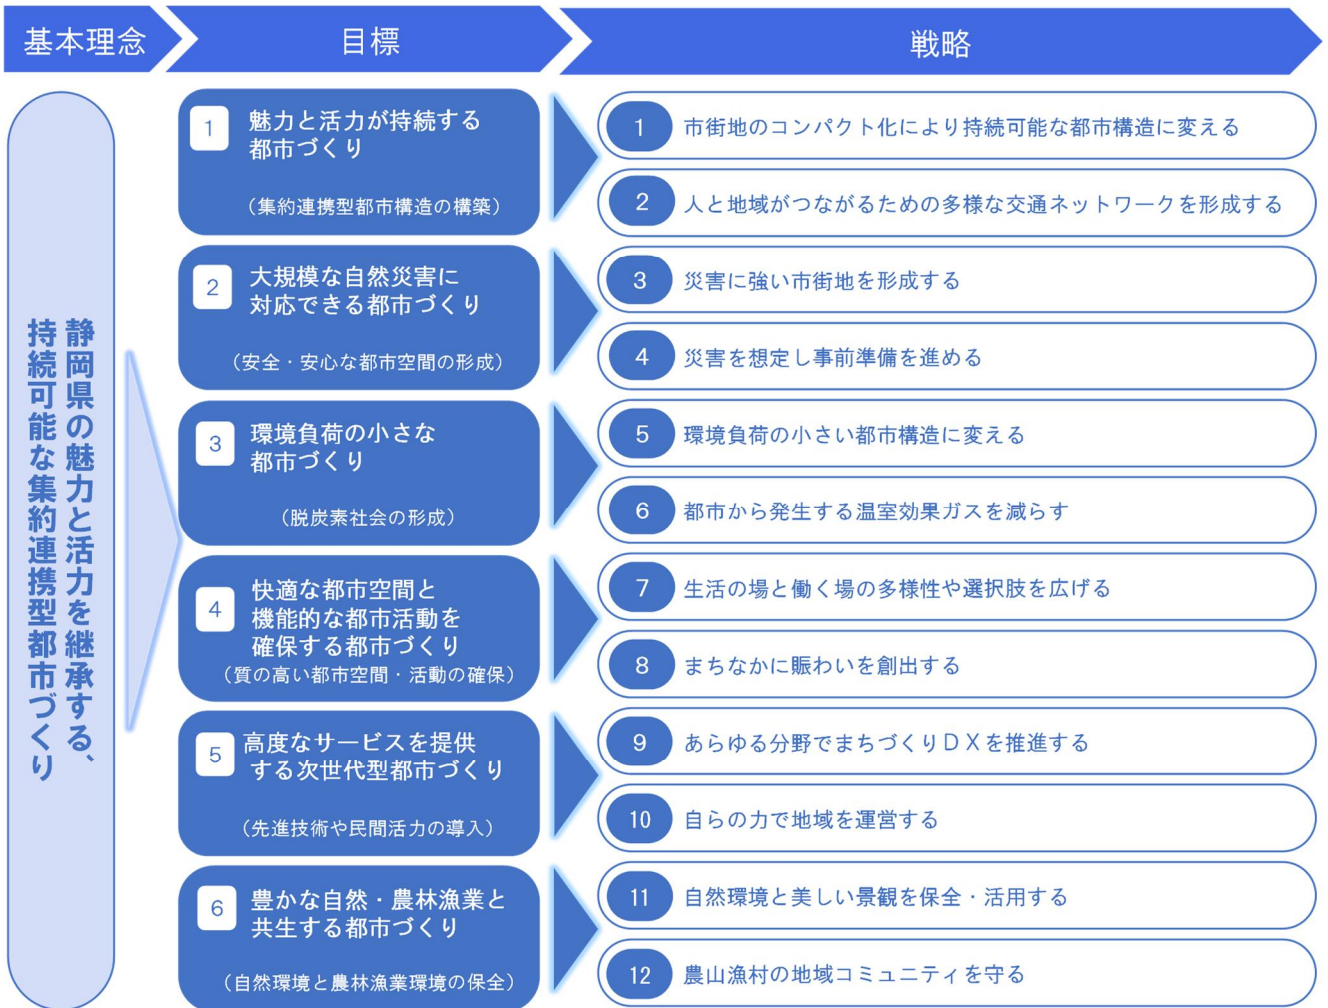 基本理念
目標
戦略
静岡県の魅力と活力を継承する、
持続可能な集約連携型都市づくり
1
魅力と活力が持続する
都市づくり
（集約連携型都市構造の構築）
1
市街地のコンパクト化により持続可能な都市構造に変える
2
人と地域がつながるための多様な交通ネットワークを形成する
2
大規模な自然災害に
対応できる都市づくり
（安全・安心な都市空間の形成）
3
災害に強い市街地を形成する
4
災害を想定し事前準備を進める
3
環境負荷の小さな
都市づくり
（脱炭素社会の形成）
5
環境負荷の小さい都市構造に変える
6
都市から発生する温室効果ガスを減らす
4
快適な都市空間と
機能的な都市活動を
確保する都市づくり
（質の高い都市空間・活動の確保）
7
生活の場と働く場の多様性や選択肢を広げる
8
まちなかに賑わいを創出する
5
高度なサービスを提供
する次世代型都市づくり
（先進技術や民間活力の導入）
9
あらゆる分野でまちづくりＤＸを推進する
10
自らの力で地域を運営する
6
豊かな自然・農林漁業と
共生する都市づくり
（自然環境と農林漁業環境の保全）
11
自然環境と美しい景観を保全・活用する
12
農山漁村の地域コミュニティを守る